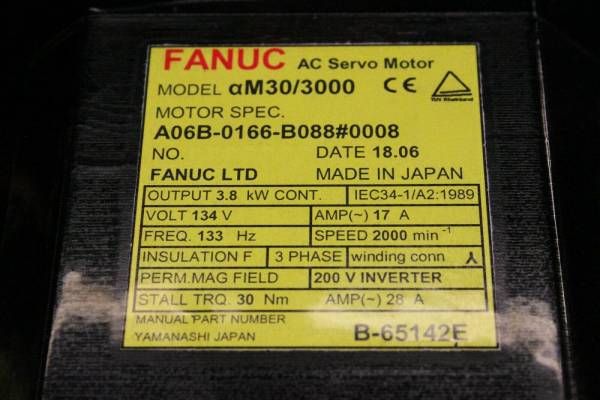 FANUC AC Servo Motor
MODEL αM30/3000 CE TÜV Rheinland
MOTOR SPEC.
A06B-0166-B088#0008
NO. DATE 18.06
FANUC LTD MADE IN JAPAN
OUTPUT 3.8 kW CONT. IEC34-1/A2:1989
VOLT 134 V AMP(~) 17 A
FREQ. 133 Hz SPEED 2000 min⁻¹
INSULATION F 3 PHASE winding conn
PERM.MAG FIELD 200 V INVERTER
STALL TRQ. 30 Nm AMP(~) 28 A
MANUAL PART NUMBER
YAMANASHI JAPAN B-65142E